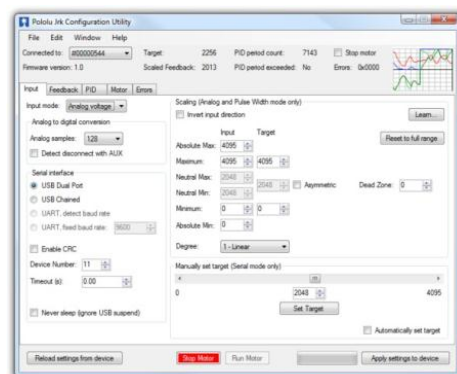 Pololu Jrk Configuration Utility
File Edit Window Help
Connected to: #00000544 Target: 2256 PID period count: 7143 Stop motor
Firmware version: 1.0 Scaled Feedback: 2013 PID period exceeded: No Errors: 0x0000
Input Feedback PID Motor Errors
Input mode: Analog voltage
Analog to digital conversion
Analog samples: 128
Detect disconnect with AUX
Serial interface
USB Dual Port
USB Chained
UART, detect baud rate
UART, fixed baud rate: 9600
Enable CRC
Device Number: 11
Timeout (s): 0.00
Never sleep (ignore USB suspend)
Scaling (Analog and Pulse Width mode only)
Invert input direction
Learn...
Input Target
Reset to full range
Absolute Max: 4095
Maximum: 4095 4095
Neutral Max: 2048
2048 Asymmetric Dead Zone: 0
Neutral Min: 2048
Minimum: 0 0
Absolute Min: 0
Degree: 1 - Linear
Manually set target (Serial mode only)
0 2048 4095
Set Target
Automatically set target
Reload settings from device Stop Motor Run Motor Apply settings to device